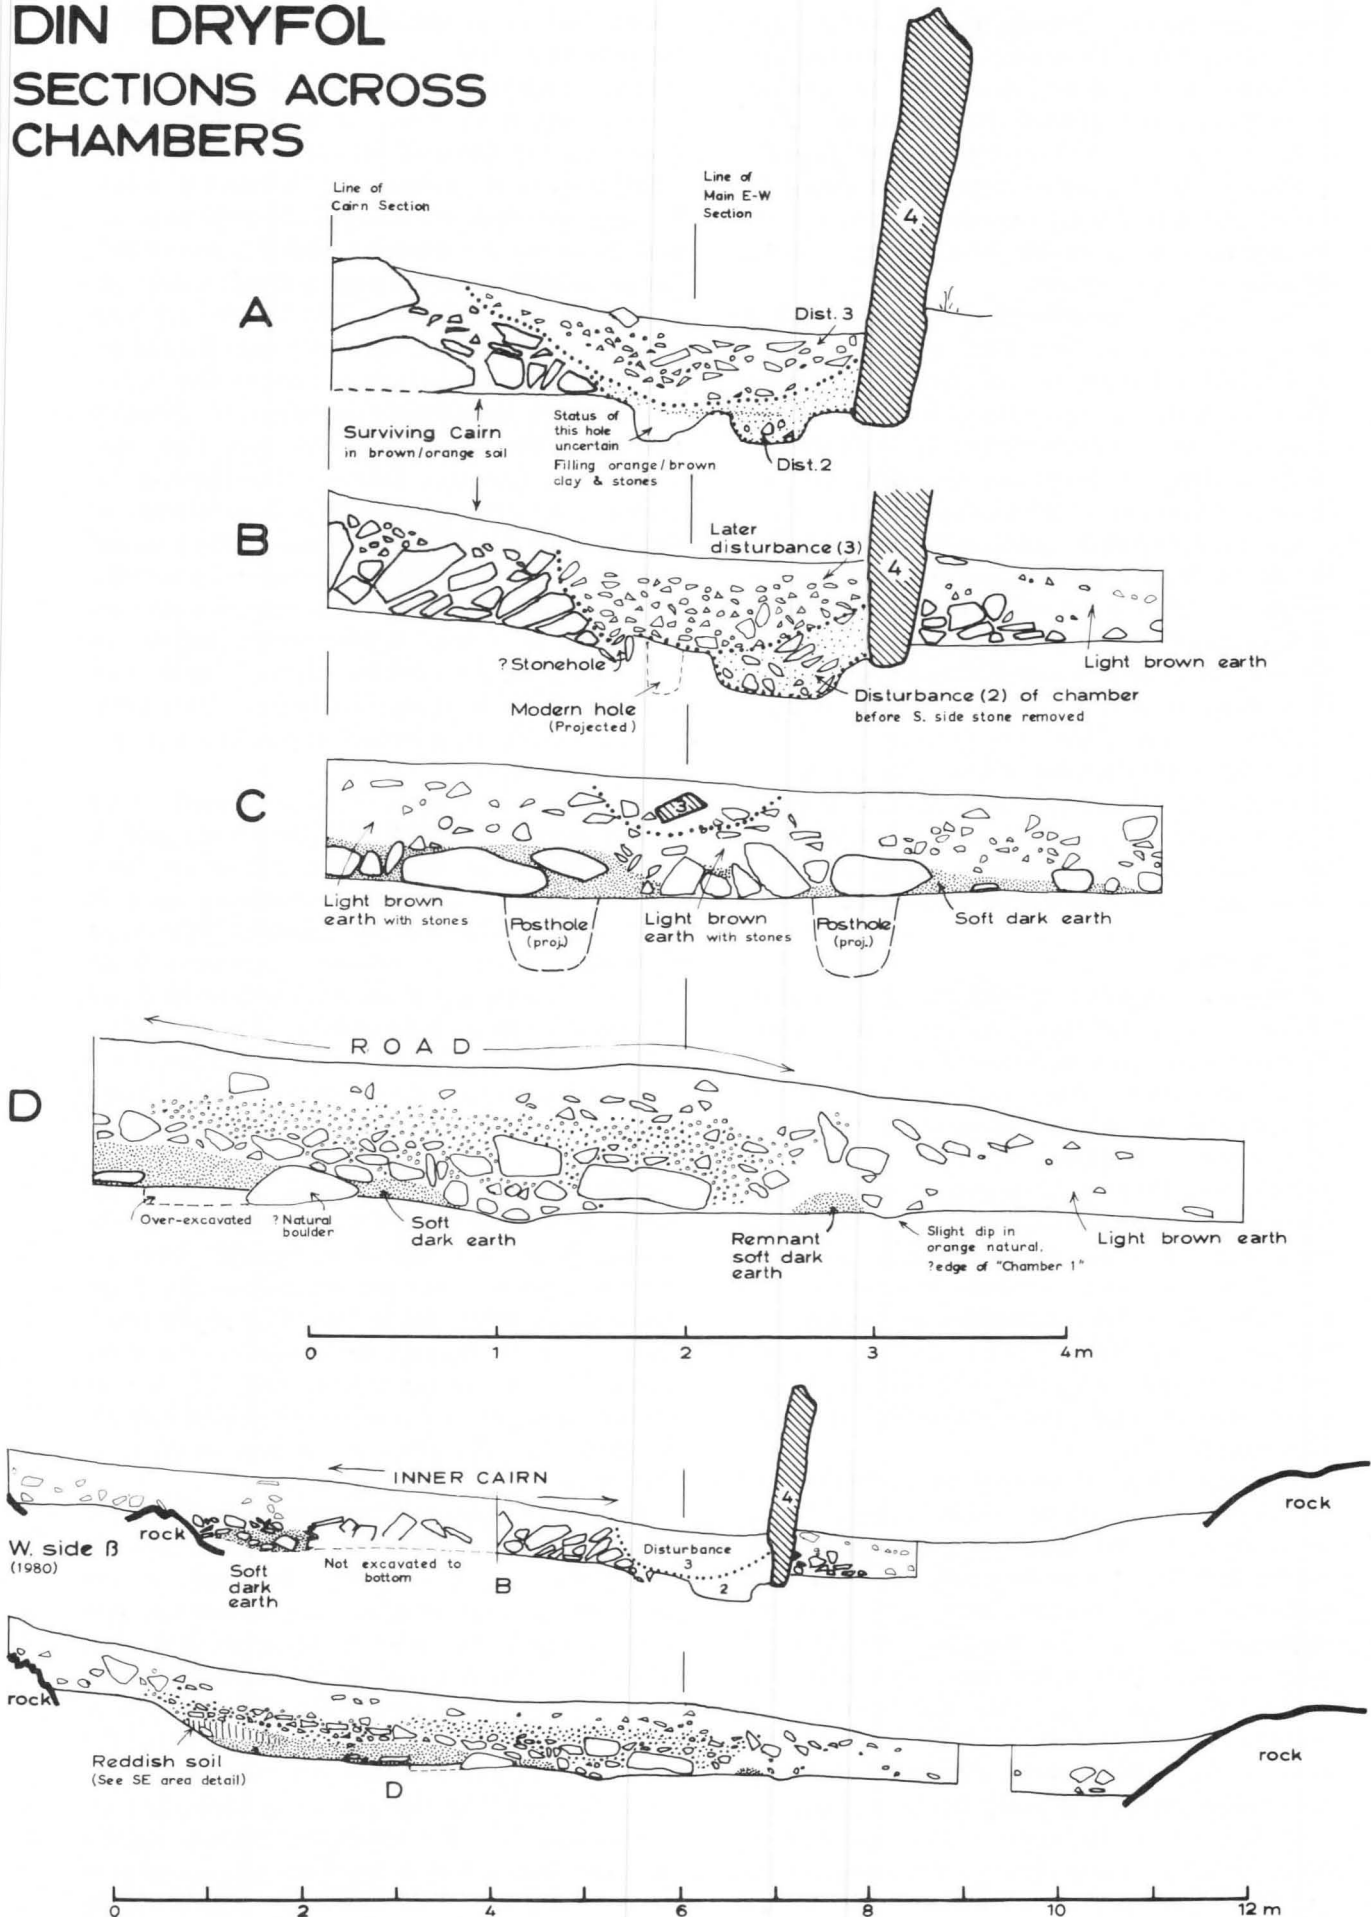 DIN DRYFOL
SECTIONS ACROSS
CHAMBERS
Line of
Cairn Section
Line of
Main E-W
Section
4
A
Dist. 3
Surviving Cairn
in brown/orange soil
Status of
this hole
uncertain
Filling orange/brown
clay & stones
Dist. 2
B
Later
disturbance (3)
4
? Stonehole
Modern hole
(Projected)
Light brown earth
Disturbance (2) of chamber
before S. side stone removed
C
3
Light brown
earth with stones
Posthole
(proj.)
Light brown
earth with stones
Posthole
(proj.)
Soft dark earth
ROAD
D
Over-excavated
? Natural
boulder
Soft
dark earth
Remnant
soft dark
earth
Slight dip in
orange natural.
?edge of "Chamber 1"
Light brown earth
0 1 2 3 4 m
INNER CAIRN
4
rock
W. side B
(1980)
rock
Soft
dark
earth
Not excavated to
bottom
B
Disturbance
3
2
rock
Reddish soil
(See SE area detail)
D
rock
0 2 4 6 8 10 12 m